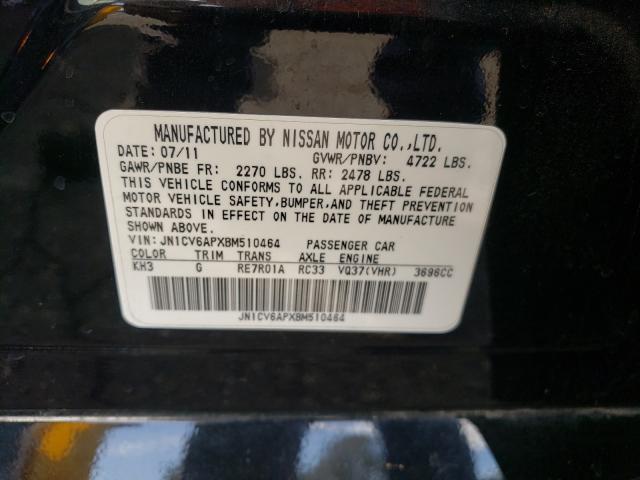 MANUFACTURED BY NISSAN MOTOR CO.,LTD.
DATE: 07/11 GVWR/PNBV: 4722 LBS.
GAWR/PNBE FR: 2270 LBS. RR: 2478 LBS.
THIS VEHICLE CONFORMS TO ALL APPLICABLE FEDERAL
MOTOR VEHICLE SAFETY,BUMPER,AND THEFT PREVENTION
STANDARDS IN EFFECT ON THE DATE OF MANUFACTURE
SHOWN ABOVE.
VIN: JN1CV6APXBM510464 PASSENGER CAR
COLOR TRIM TRANS AXLE ENGINE
KH3 G RE7R01A RC33 VQ37(VHR) 3696CC
JN1CV6APXBM510464